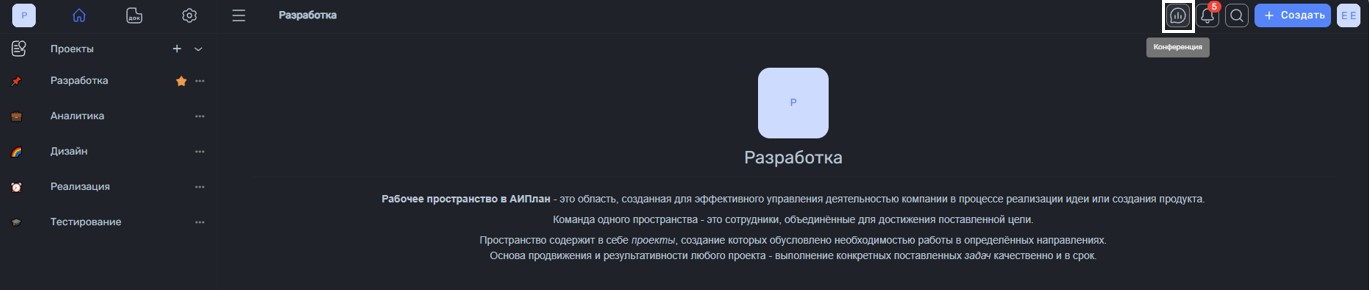 Р
док
Разработка
5
+ Создать
E E
Конференция
Проекты
Разработка
Аналитика
Дизайн
Реализация
Тестирование
Р
Разработка
Рабочее пространство в АИПлан - это область, созданная для эффективного управления деятельностью компании в процессе реализации идеи или создания продукта.
Команда одного пространства - это сотрудники, объединённые для достижения поставленной цели.
Пространство содержит в себе проекты, создание которых обусловлено необходимостью работы в определённых направлениях.
Основа продвижения и результативности любого проекта - выполнение конкретных поставленных задач качественно и в срок.